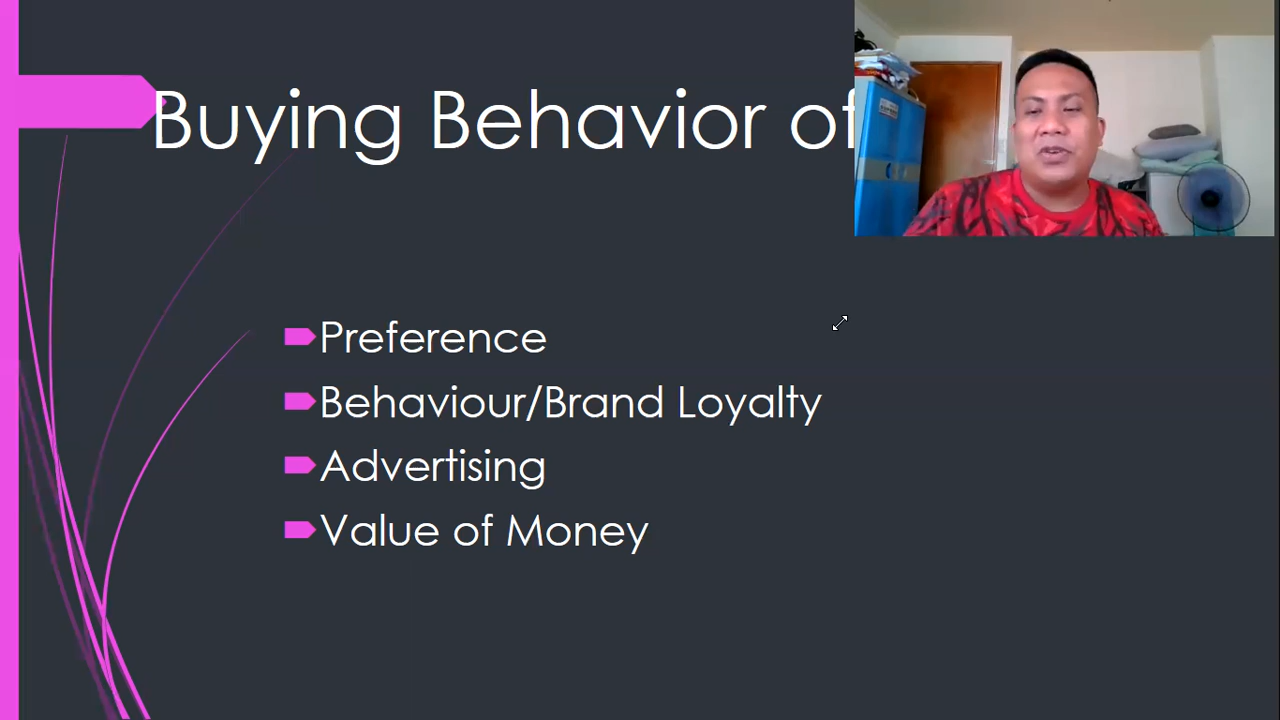 Buying Behavior of
Preference
Behaviour/Brand Loyalty
Advertising
Value of Money